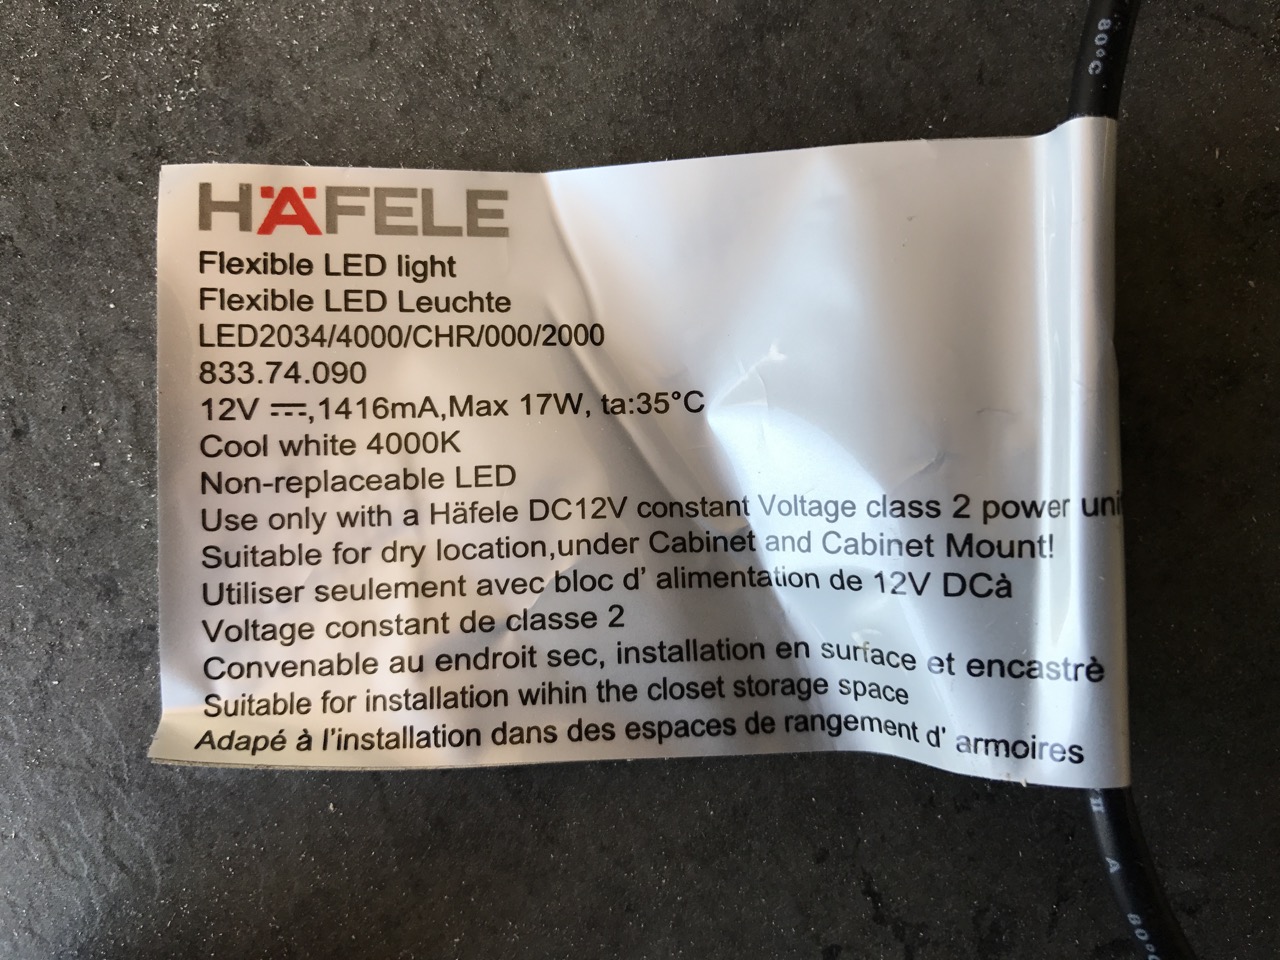 80°C
HÄFELE
Flexible LED light
Flexible LED Leuchte
LED2034/4000/CHR/000/2000
833.74.090
12V ⎓,1416mA,Max 17W, ta:35°C
Cool white 4000K
Non-replaceable LED
Use only with a Häfele DC12V constant Voltage class 2 power uni
Suitable for dry location,under Cabinet and Cabinet Mount!
Utiliser seulement avec bloc d' alimentation de 12V DCà
Voltage constant de classe 2
Convenable au endroit sec, installation en surface et encastrè
Suitable for installation wihin the closet storage space
Adapé à l'installation dans des espaces de rangement d' armoires
A
80°C